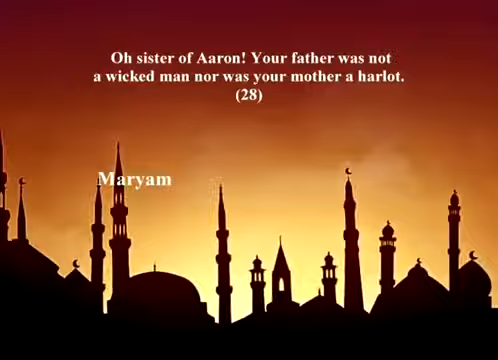 Oh sister of Aaron! Your father was not
a wicked man nor was your mother a harlot.
(28)
Maryam